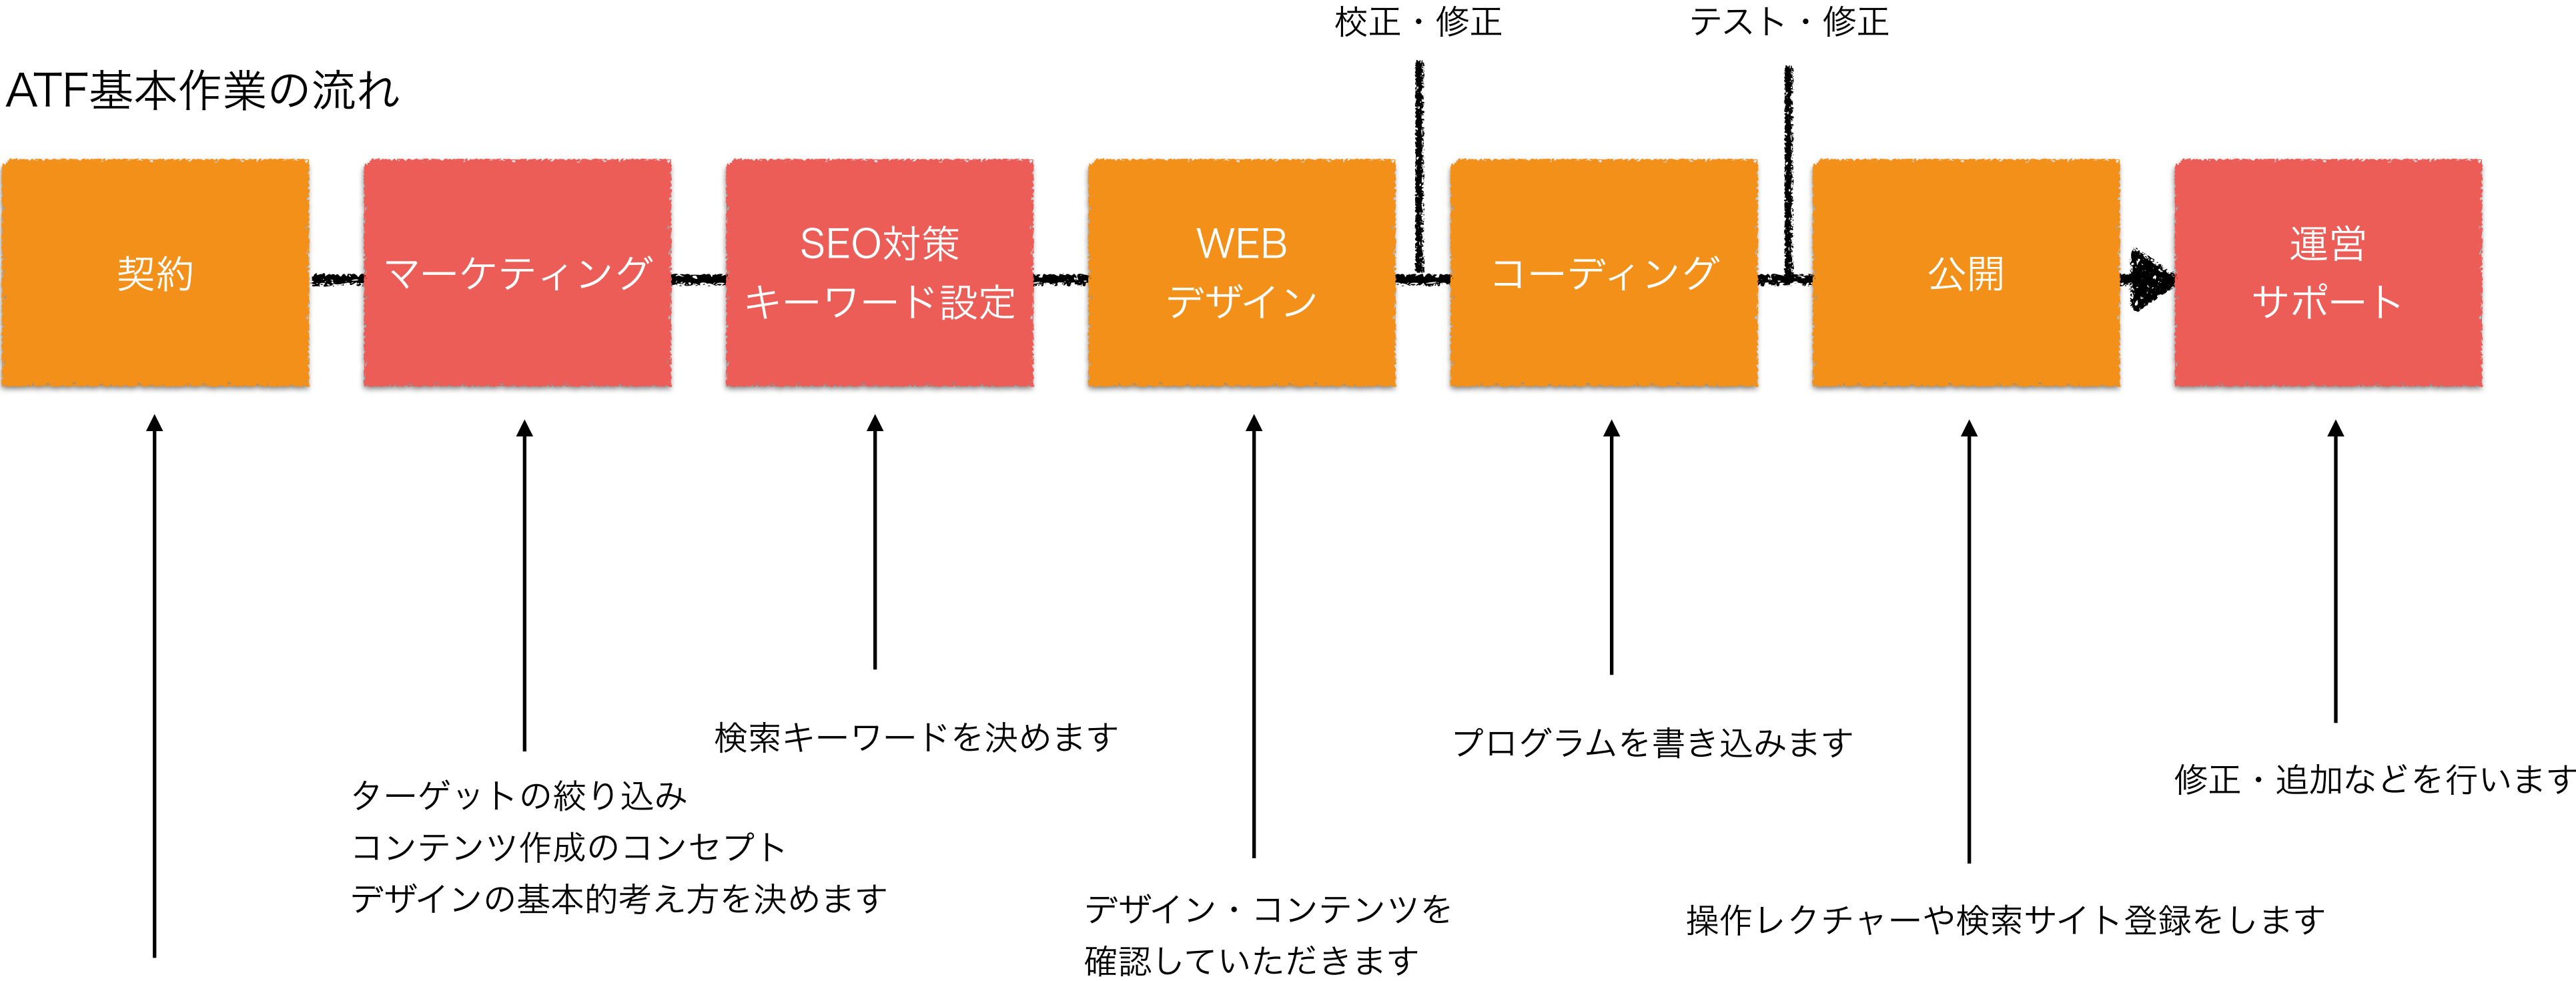 校正・修正
テスト・修正
ATF基本作業の流れ
契約
マーケティング
SEO対策
キーワード設定
WEB
デザイン
コーディング
公開
運営
サポート
検索キーワードを決めます
プログラムを書き込みます
修正・追加などを行います
ターゲットの絞り込み
コンテンツ作成のコンセプト
デザインの基本的考え方を決めます
デザイン・コンテンツを
確認していただきます
操作レクチャーや検索サイト登録をします